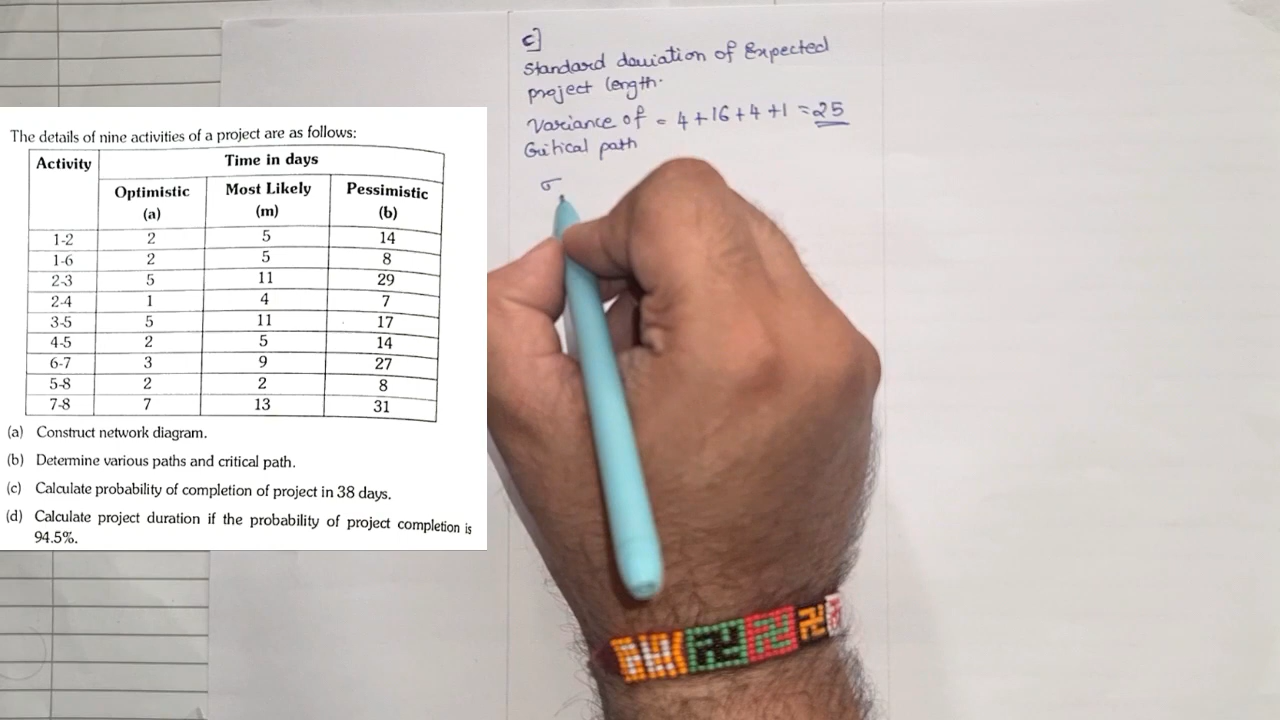 The details of nine activities of a project are as follows:
Activity Time in days
Optimistic (a) Most Likely (m) Pessimistic (b)
1-2 2 5 14
1-6 2 5 8
2-3 5 11 29
2-4 1 4 7
3-5 5 11 17
4-5 2 5 14
6-7 3 9 27
5-8 2 2 8
7-8 7 13 31
(a) Construct network diagram.
(b) Determine various paths and critical path.
(c) Calculate probability of completion of project in 38 days.
(d) Calculate project duration if the probability of project completion is
94.5%.
c]
Standard daviation of Expected
project length.
Variance of = 4+16+4+1 = 25
Critical path
σ